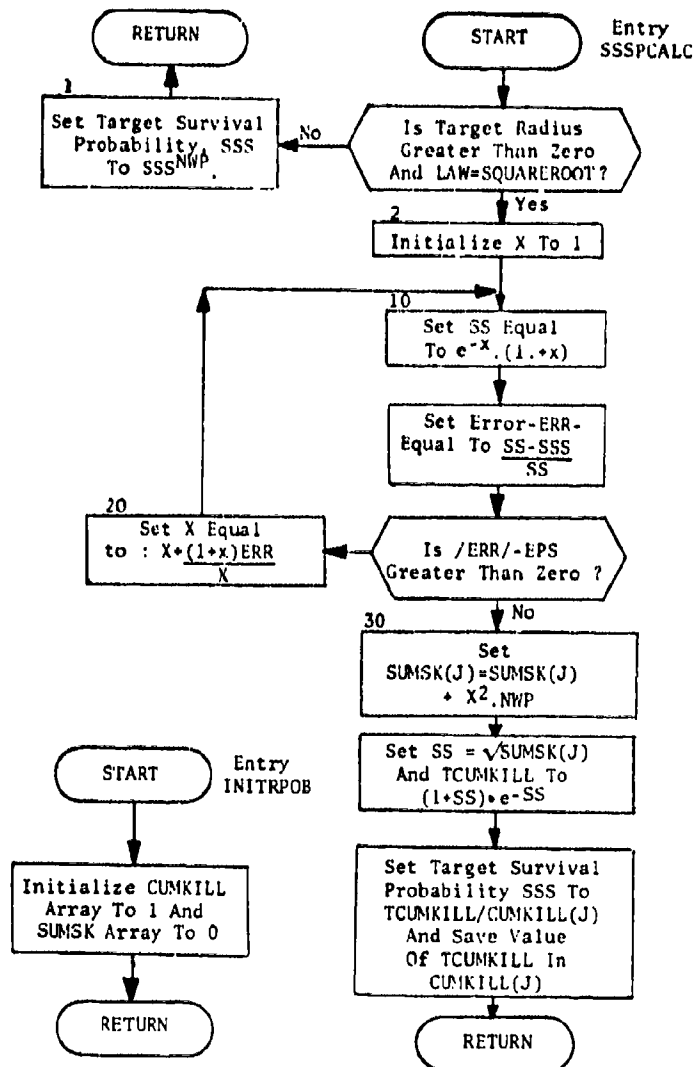 RETURN
START
Entry
SSSPCALC
1
Set Target Survival
Probability, SSS
To SSS^NWP.
No
Is Target Radius
Greater Than Zero
And LAW=SQUAREROOT?
Yes
2
Initialize X To 1
10
Set SS Equal
To e^-x.(1.+x)
Set Error-ERR-
Equal To SS-SSS
SS
20
Set X Equal
to : X+(1+x)ERR
X
Is /ERR/-EPS
Greater Than Zero ?
No
30
Set
SUMSK(J)=SUMSK(J)
+ X^2.NWP
Set SS = √SUMSK(J)
And TCUMKILL To
(1+SS)*e^-SS
Set Target Survival
Probability SSS To
TCUMKILL/CUMKILL(J)
And Save Value
Of TCUMKILL In
CUMKILL(J)
RETURN
START
Entry
INITRPOB
Initialize CUMKILL
Array To 1 And
SUMSK Array To 0
RETURN